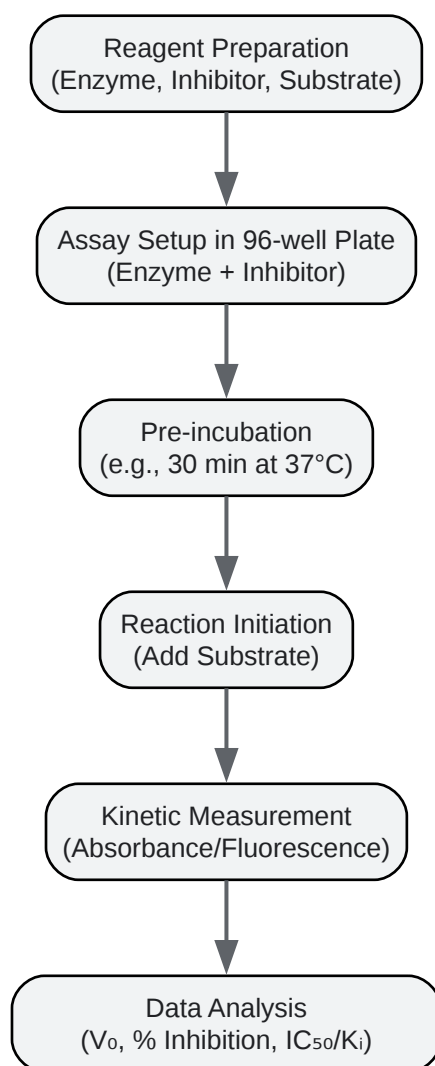 Reagent Preparation
(Enzyme, Inhibitor, Substrate)
Assay Setup in 96-well Plate
(Enzyme + Inhibitor)
Pre-incubation
(e.g., 30 min at 37°C)
Reaction Initiation
(Add Substrate)
Kinetic Measurement
(Absorbance/Fluorescence)
Data Analysis
(V₀, % Inhibition, IC₅₀/Kᵢ)